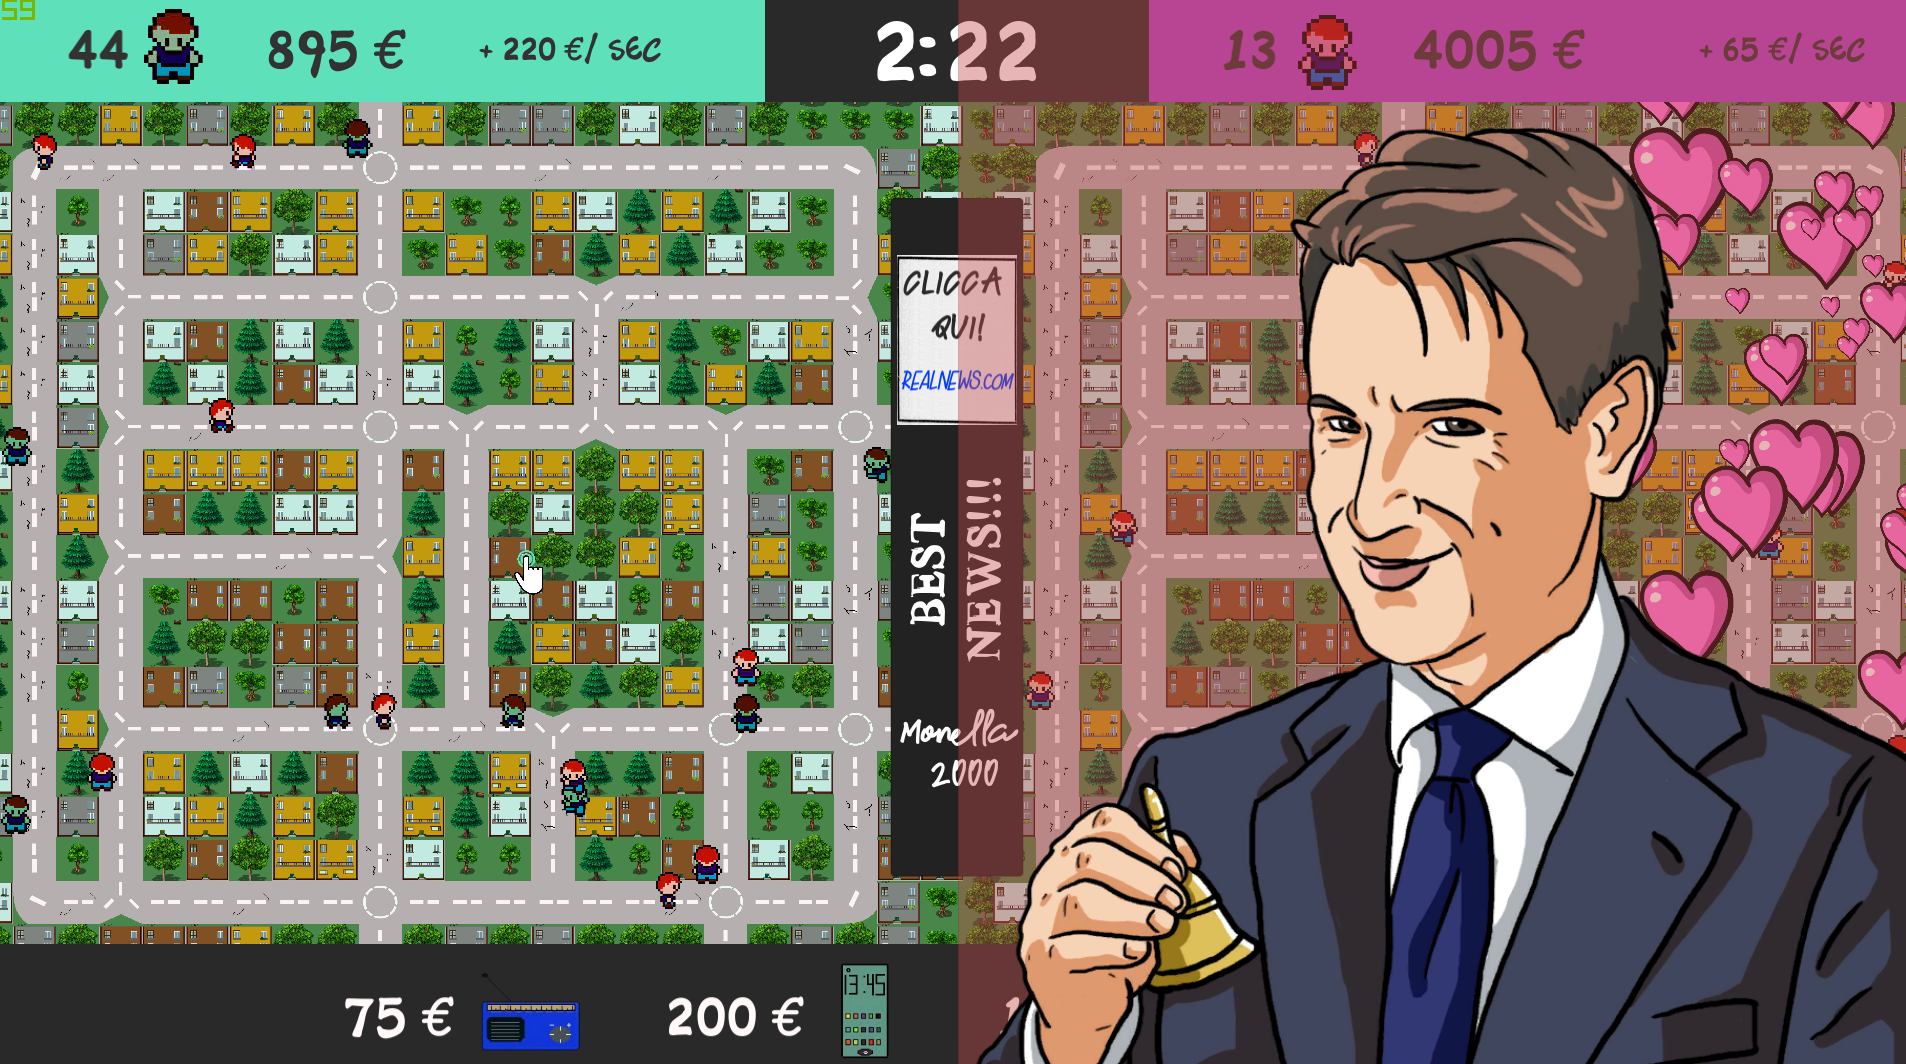 59
44
895 €
+ 220 €/ SEC
2:22
13
4005 €
+ 65 €/ SEC
CLICCA
QUI!
REALNEWS.COM
BEST
NEWS!!!
Monella
2000
75 €
200 €
13:45